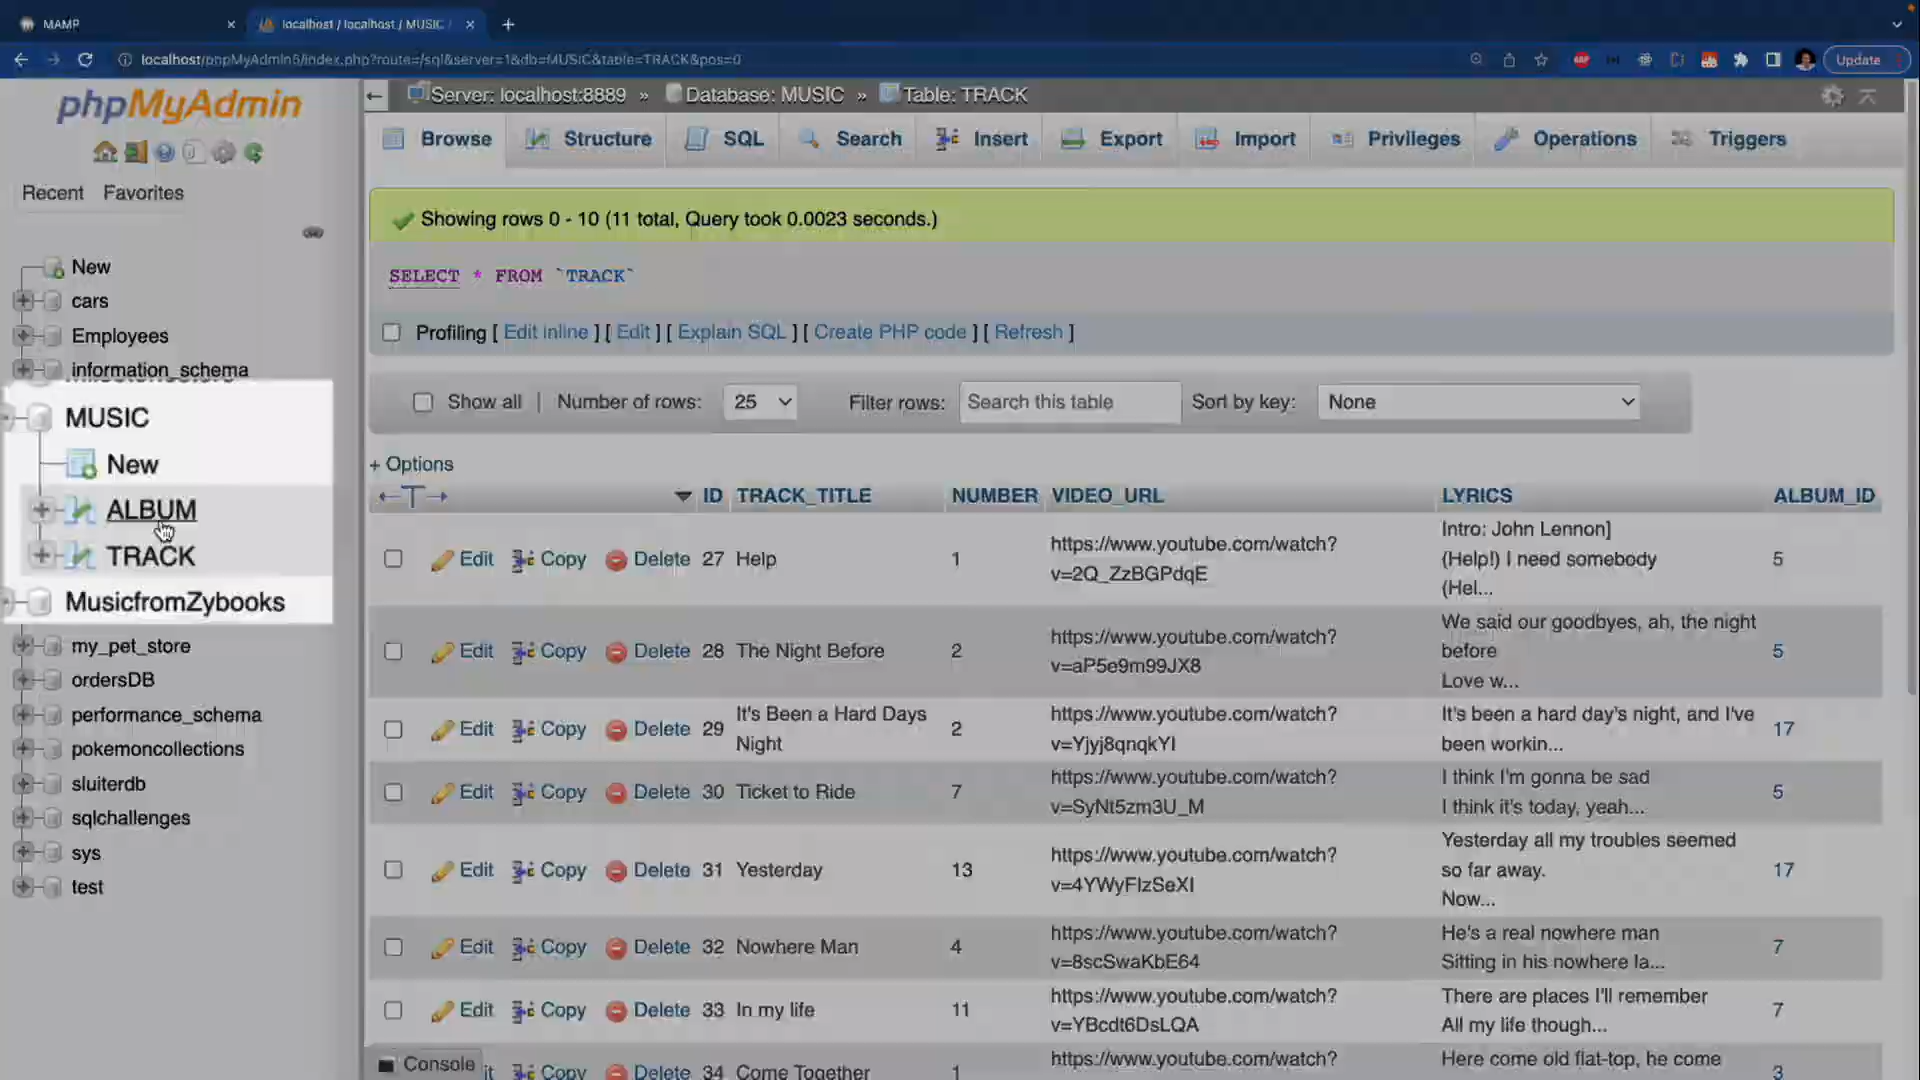 MAMP
localhost / localhost / MUSIC /
localhost/phpMyAdmin5/index.php?route=/sql&server=1&db=MUSIC&table=TRACK&pos=0
Update
phpMyAdmin
Recent Favorites
New
cars
Employees
information_schema
MUSIC
New
ALBUM
TRACK
MusicfromZybooks
my_pet_store
ordersDB
performance_schema
pokemoncollections
sluiterdb
sqlchallenges
sys
test
Server: localhost:8889 » Database: MUSIC » Table: TRACK
Browse Structure SQL Search Insert Export Import Privileges Operations Triggers
Showing rows 0 - 10 (11 total, Query took 0.0023 seconds.)
SELECT * FROM `TRACK`
Profiling [ Edit inline ] [ Edit ] [ Explain SQL ] [ Create PHP code ] [ Refresh ]
Show all | Number of rows: 25 Filter rows: Search this table Sort by key: None
+ Options
←T→ ID TRACK_TITLE NUMBER VIDEO_URL LYRICS ALBUM_ID
Edit Copy Delete 27 Help 1
https://www.youtube.com/watch?
v=2Q_ZzBGPdqE
Intro: John Lennon]
(Help!) I need somebody
(Hel...
5
Edit Copy Delete 28 The Night Before 2
https://www.youtube.com/watch?
v=aP5e9m99JX8
We said our goodbyes, ah, the night
before
Love w...
5
Edit Copy Delete 29
It's Been a Hard Days
Night
2
https://www.youtube.com/watch?
v=Yjyj8qnqkYI
It's been a hard day's night, and I've
been workin...
17
Edit Copy Delete 30 Ticket to Ride 7
https://www.youtube.com/watch?
v=SyNt5zm3U_M
I think I'm gonna be sad
I think it's today, yeah...
5
Edit Copy Delete 31 Yesterday 13
https://www.youtube.com/watch?
v=4YWyFIzSeXI
Yesterday all my troubles seemed
so far away.
Now...
17
Edit Copy Delete 32 Nowhere Man 4
https://www.youtube.com/watch?
v=8scSwaKbE64
He's a real nowhere man
Sitting in his nowhere la...
7
Edit Copy Delete 33 In my life 11
https://www.youtube.com/watch?
v=YBcdt6DsLQA
There are places I'll remember
All my life though...
7
Console
Copy Delete 34 Come Together 1
https://www.youtube.com/watch?
Here come old flat-top, he come
3